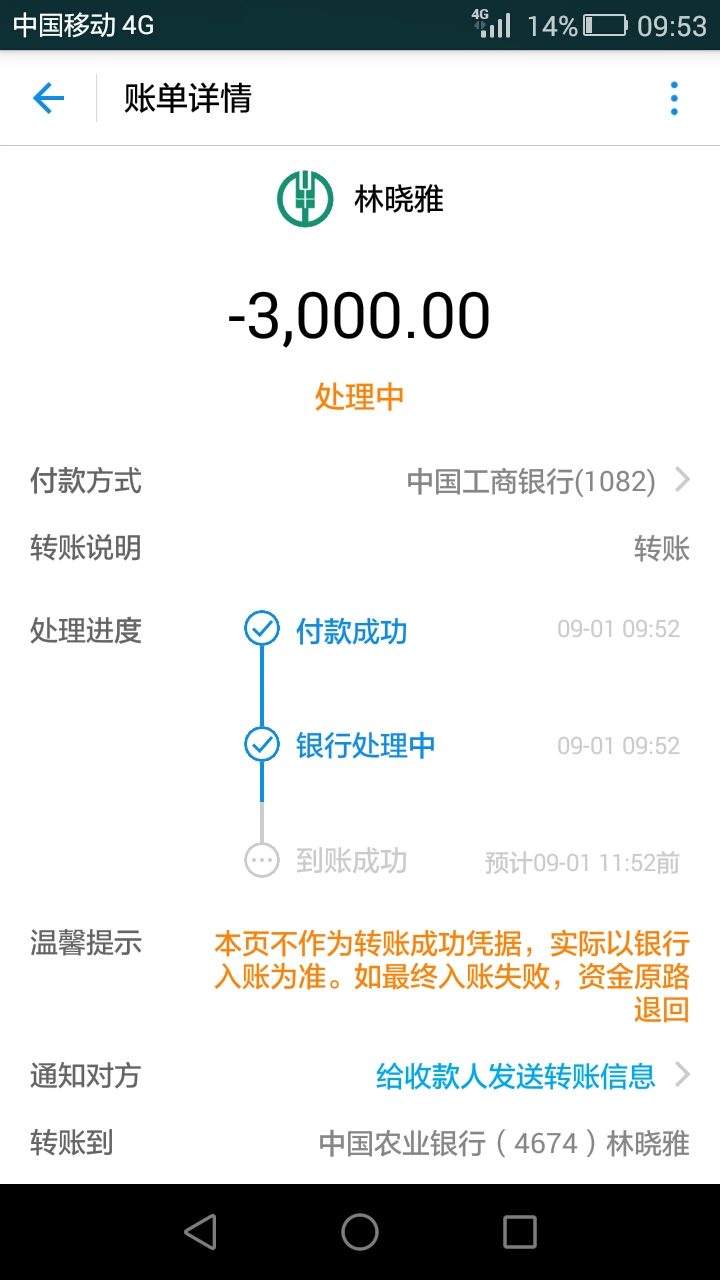 中国移动 4G 4G 14% 09:53
账单详情
林晓雅
-3,000.00
处理中
付款方式 中国工商银行(1082)
转账说明 转账
处理进度 付款成功 09-01 09:52
银行处理中 09-01 09:52
到账成功 预计09-01 11:52前
温馨提示 本页不作为转账成功凭据，实际以银行
入账为准。如最终入账失败，资金原路
退回
通知对方 给收款人发送转账信息
转账到 中国农业银行（4674）林晓雅